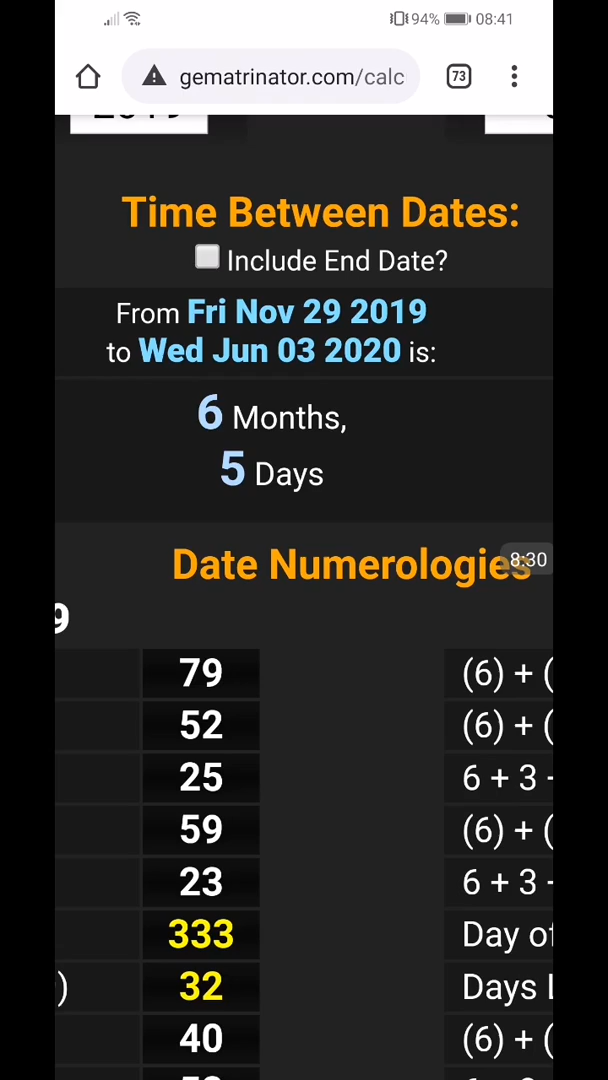 94% 08:41
gematrinator.com/calc 73
Time Between Dates:
Include End Date?
From Fri Nov 29 2019
to Wed Jun 03 2020 is:
6 Months,
5 Days
Date Numerologies
8:30
9
79 (6) + (
52 (6) + (
25 6 + 3 -
59 (6) + (
23 6 + 3 -
333 Day of
) 32 Days L
40 (6) + (